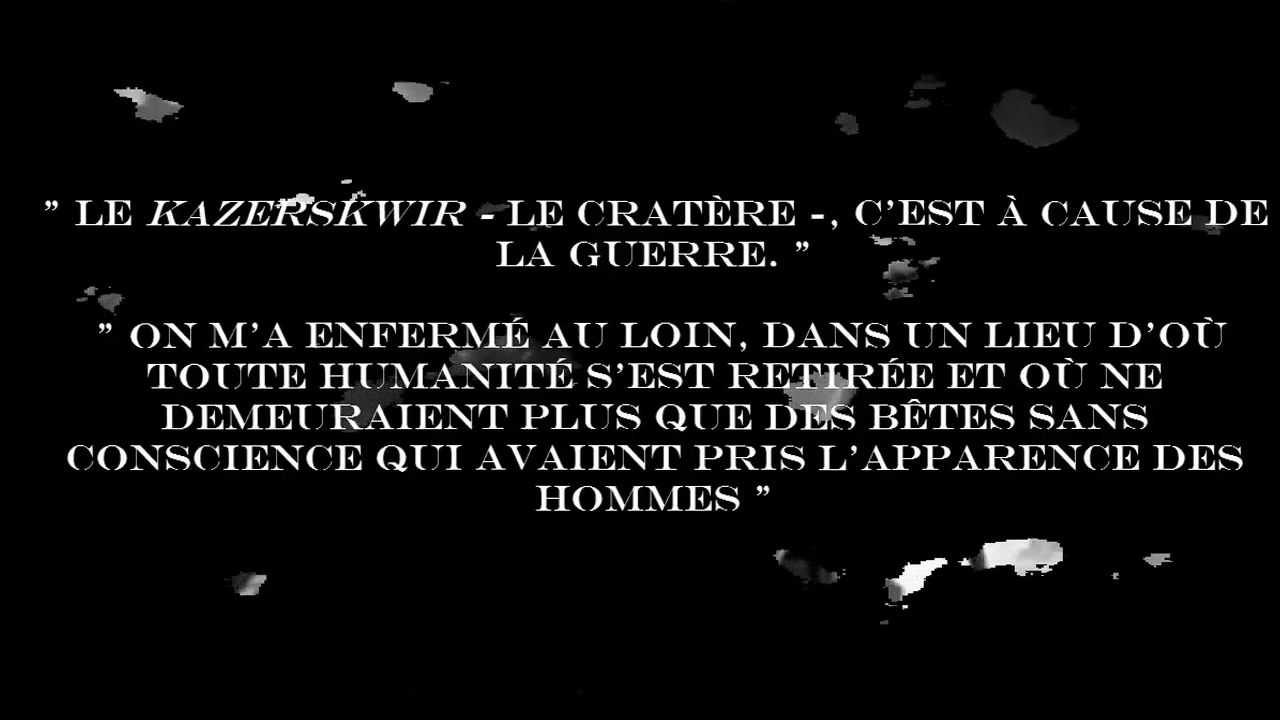 ” LE KAZERSKWIR - LE CRATÈRE -, C’EST À CAUSE DE
LA GUERRE. ”
” ON M’A ENFERMÉ AU LOIN, DANS UN LIEU D’OÙ
TOUTE HUMANITÉ S’EST RETIRÉE ET OÙ NE
DEMEURAIENT PLUS QUE DES BÊTES SANS
CONSCIENCE QUI AVAIENT PRIS L’APPARENCE DES
HOMMES ”